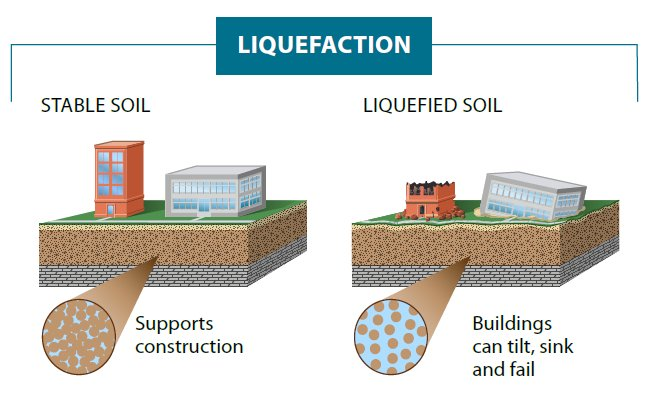 LIQUEFACTION
STABLE SOIL
LIQUEFIED SOIL
Supports
construction
Buildings
can tilt, sink
and fail